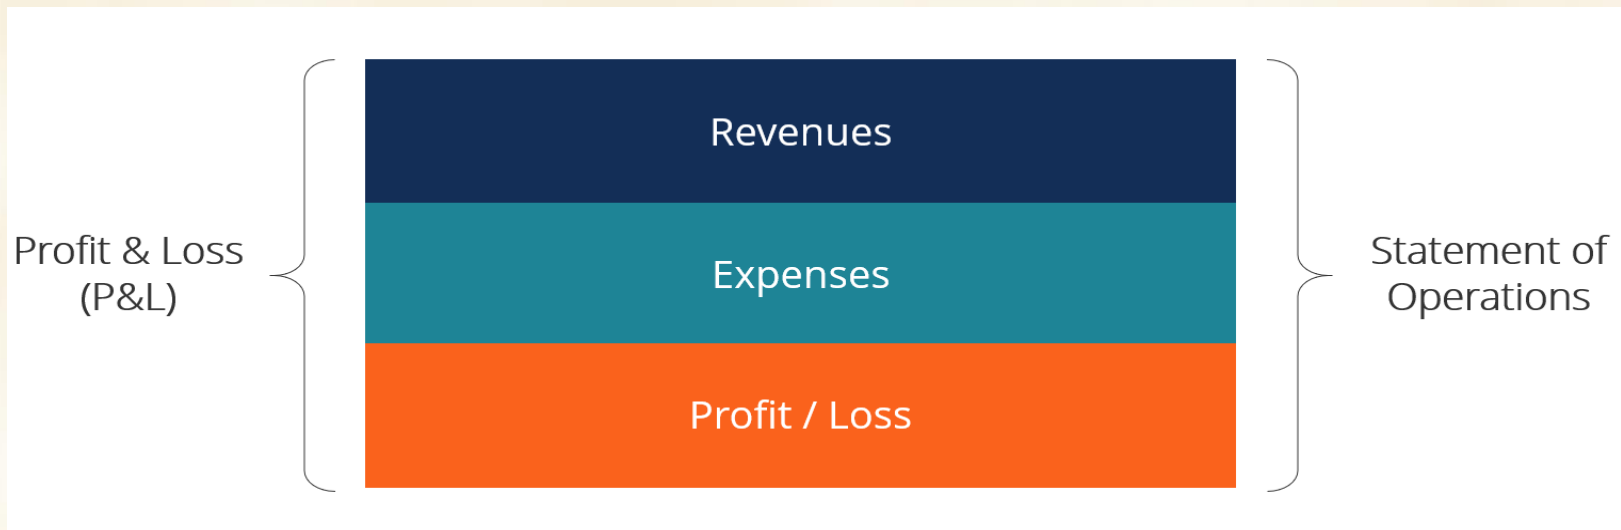 Revenues
Profit & Loss
(P&L)
Expenses
Statement of
Operations
Profit / Loss